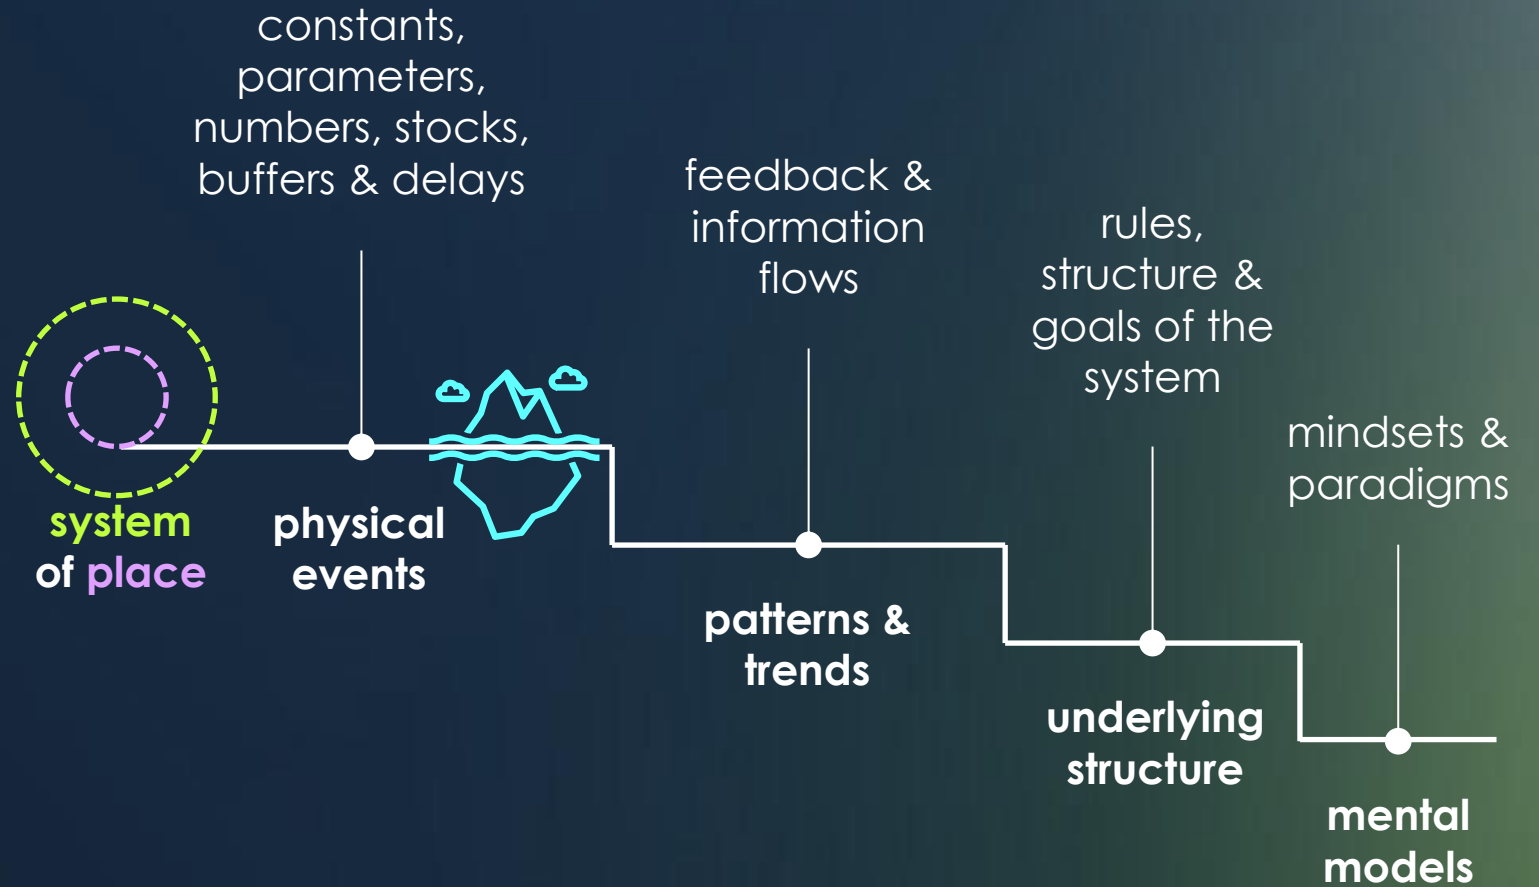 constants,
parameters,
numbers, stocks,
buffers & delays
feedback &
information
flows
rules,
structure &
goals of the
system
mindsets &
paradigms
system
of place
physical
events
patterns &
trends
underlying
structure
mental
models